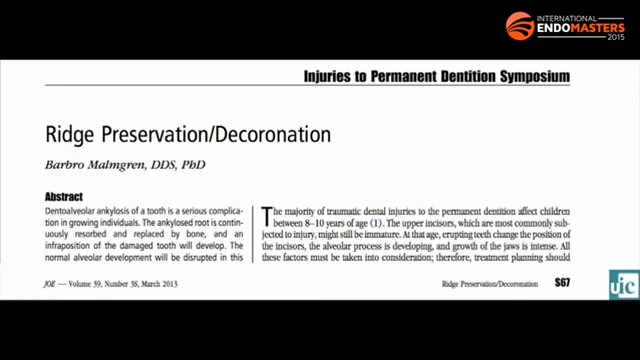 INTERNATIONAL
ENDOMASTERS
2015
Injuries to Permanent Dentition Symposium
Ridge Preservation/Decoronation
Barbro Malmgren, DDS, PhD
Abstract
Dentoalveolar ankylosis of a tooth is a serious complica-
tion in growing individuals. The ankylosed root is contin-
uously resorbed and replaced by bone, and an
infraposition of the damaged tooth will develop. The
normal alveolar development will be disrupted in this
The majority of traumatic dental injuries to the permanent dentition affect children
between 8–10 years of age (1). The upper incisors, which are most commonly sub-
jected to injury, might still be immature. At that age, erupting teeth change the position of
the incisors, the alveolar process is developing, and growth of the jaws is intense. All
these factors must be taken into consideration; therefore, treatment planning should
JOE — Volume 39, Number 3S, March 2013
Ridge Preservation/Decoronation S67
uic